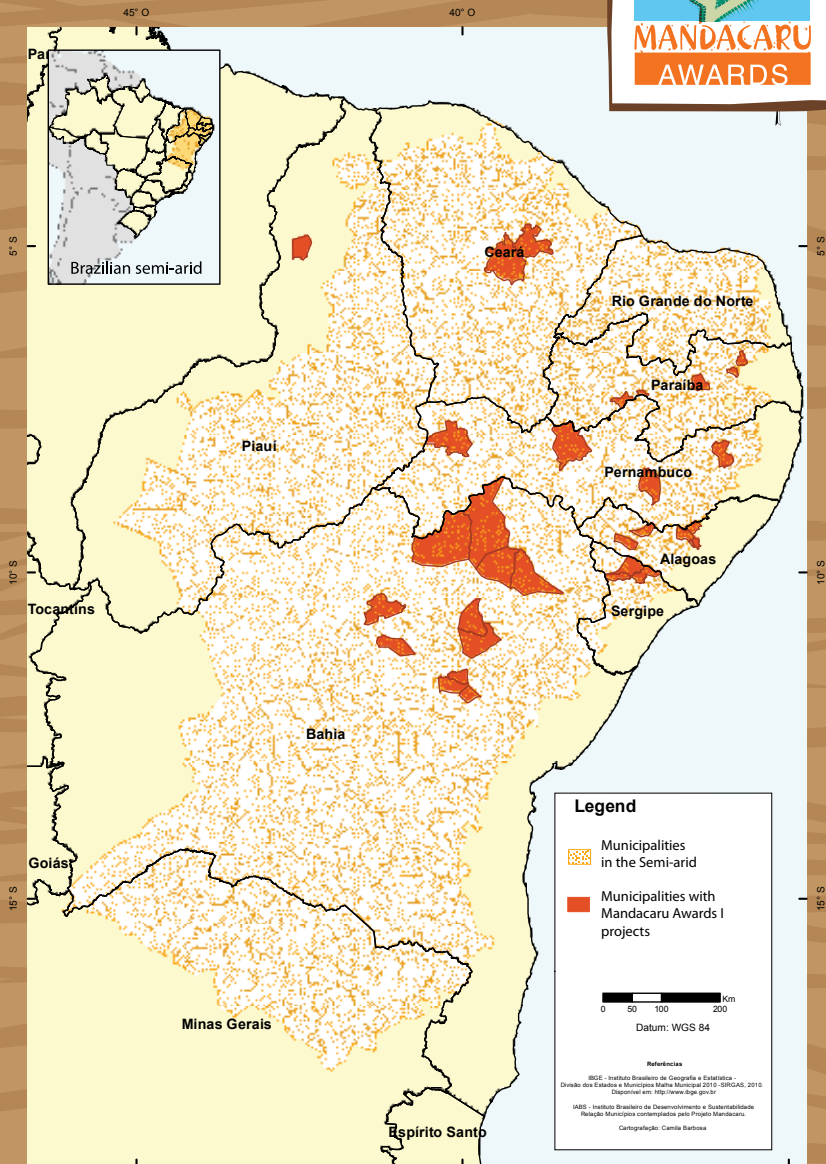 45° O
40° O
MANDACARU
AWARDS
Pa
Brazilian semi-arid
5° S
5° S
Ceará
Rio Grande do Norte
Paraíba
Piauí
Pernambuco
Alagoas
10° S
10° S
Tocantins
Sergipe
Bahia
Legend
Municipalities
in the Semi-arid
Goiás
15° S
15° S
Municipalities with
Mandacaru Awards I
projects
Km
0 50 100 200
Datum: WGS 84
Minas Gerais
Referências
IBGE - Instituto Brasileiro de Geografia e Estatística -
Divisão dos Estados e Municípios Malha Municipal 2010 -SIRGAS, 2010.
Disponível em: http://www.ibge.gov.br
IABS - Instituto Brasileiro de Desenvolvimento e Sustentabilidade
Relação Municípios contemplados pelo Projeto Mandacaru.
Cartografação: Camila Barbosa
Espírito Santo